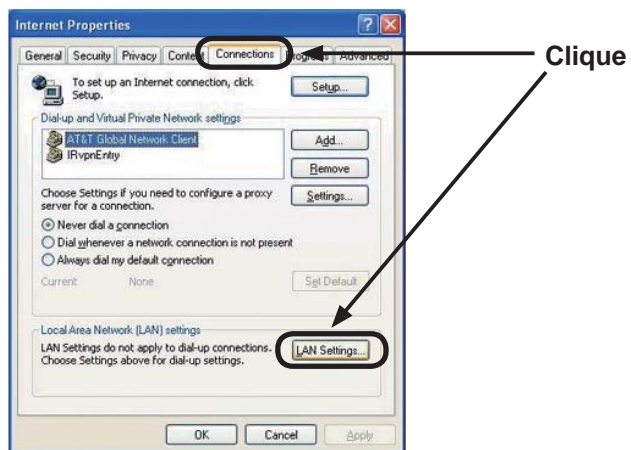 Internet Properties
General Security Privacy Content Connections Programs Advanced
Clique
To set up an Internet connection, click
Setup.
Setup...
Dial-up and Virtual Private Network settings
AT&T Global Network Client
IRvpnEntry
Add...
Remove
Choose Settings if you need to configure a proxy
server for a connection.
Settings...
Never dial a connection
Dial whenever a network connection is not present
Always dial my default connection
Current None
Set Default
Local Area Network (LAN) settings
LAN Settings do not apply to dial-up connections.
Choose Settings above for dial-up settings.
LAN Settings...
OK Cancel Apply